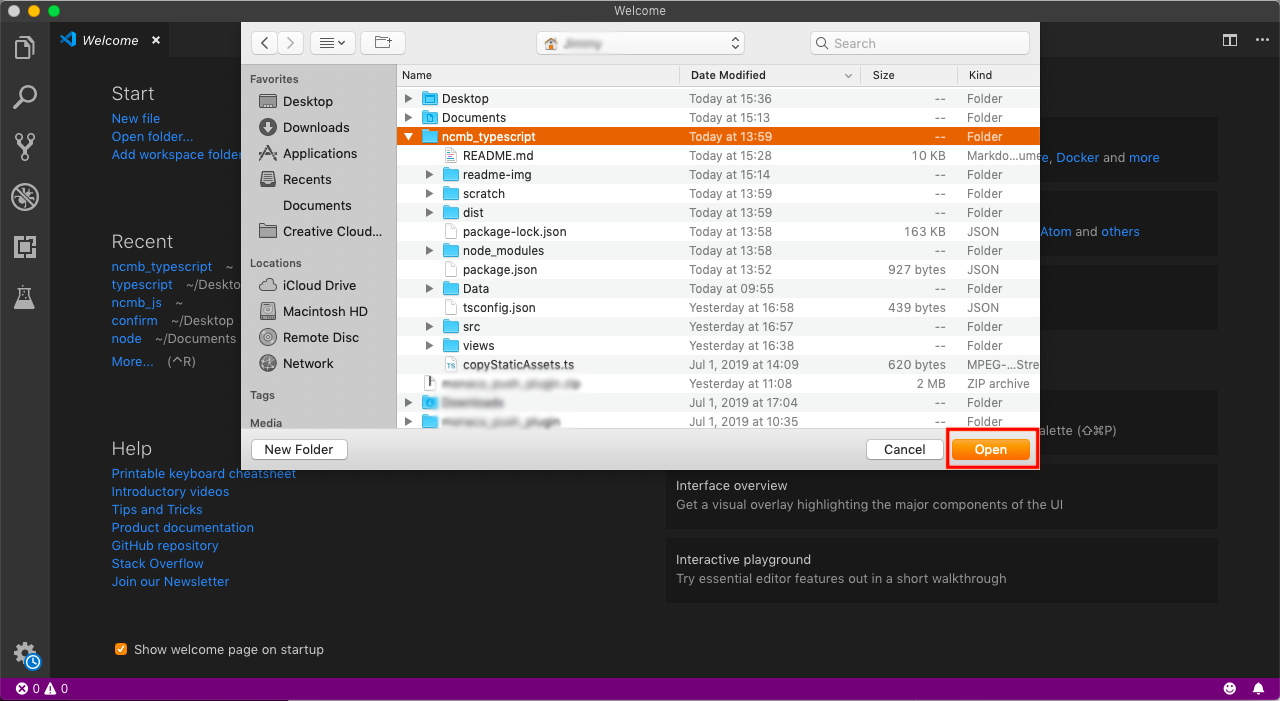 Welcome
Welcome
Search
Favorites
Desktop
Downloads
Applications
Recents
Documents
Creative Cloud...
Locations
iCloud Drive
Macintosh HD
Remote Disc
Network
Tags
Media
Name Date Modified Size Kind
Desktop Today at 15:36 -- Folder
Documents Today at 15:13 -- Folder
ncmb_typescript Today at 13:59 -- Folder
README.md Today at 15:28 10 KB Markdo...ume
readme-img Today at 15:14 -- Folder
scratch Today at 13:59 -- Folder
dist Today at 13:59 -- Folder
package-lock.json Today at 13:58 163 KB JSON
node_modules Today at 13:58 -- Folder
package.json Today at 13:52 927 bytes JSON
Data Today at 09:55 -- Folder
tsconfig.json Yesterday at 16:58 439 bytes JSON
src Yesterday at 16:57 -- Folder
views Yesterday at 16:38 -- Folder
TS copyStaticAssets.ts Jul 1, 2019 at 14:09 620 bytes MPEG-...Stre
Yesterday at 11:08 2 MB ZIP archive
Jul 1, 2019 at 17:04 -- Folder
Jul 1, 2019 at 10:35 -- Folder
New Folder Cancel Open
Start
New file
Open folder...
Add workspace folder
Recent
ncmb_typescript ~
typescript ~/Deskto
ncmb_js ~
confirm ~/Desktop
node ~/Documents
More... (^R)
Help
Printable keyboard cheatsheet
Introductory videos
Tips and Tricks
Product documentation
GitHub repository
Stack Overflow
Join our Newsletter
Show welcome page on startup
e, Docker and more
Atom and others
alette (⇧⌘P)
Interface overview
Get a visual overlay highlighting the major components of the UI
Interactive playground
Try essential editor features out in a short walkthrough
0 0